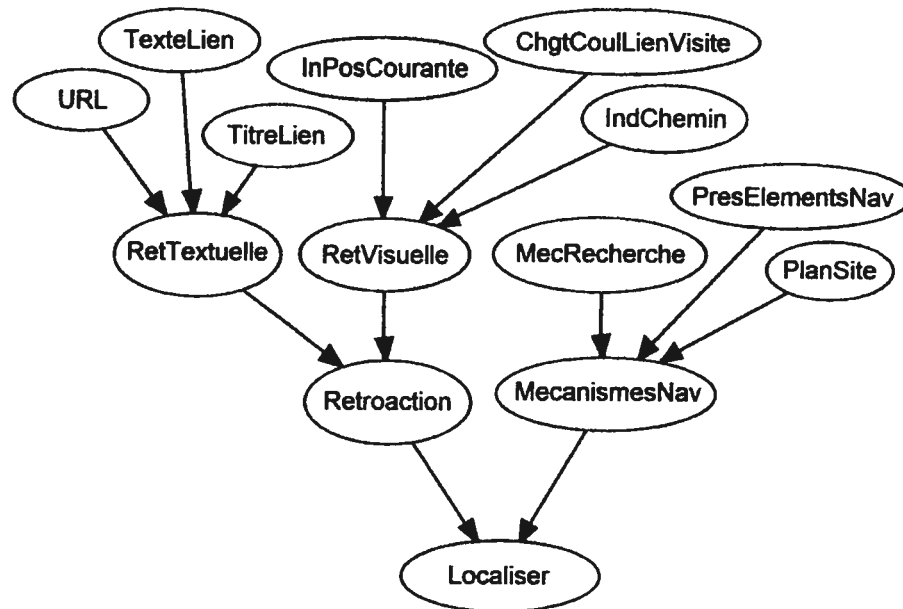 TexteLien
ChgtCoulLienVisite
InPosCourante
URL
IndChemin
TitreLien
PresElementsNav
RetTextuelle
RetVisuelle
MecRecherche
PlanSite
Retroaction
MecanismesNav
Localiser